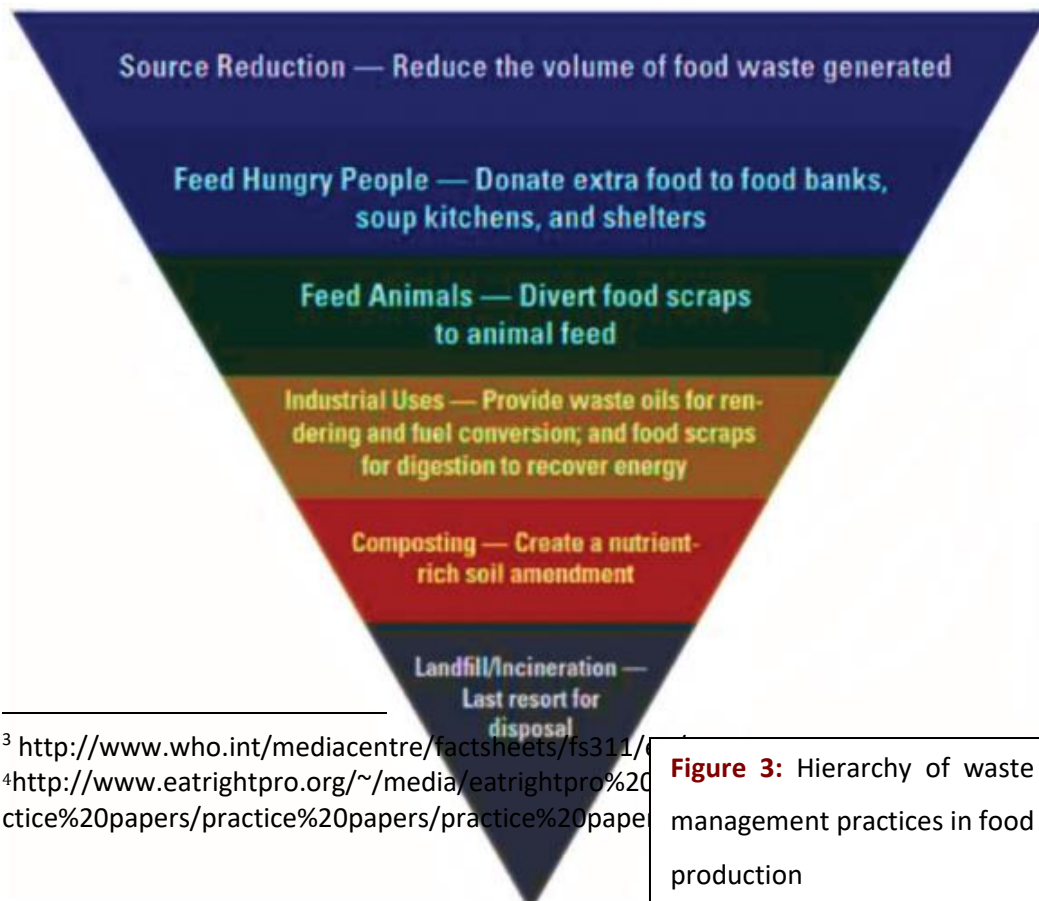 Source Reduction — Reduce the volume of food waste generated
Feed Hungry People — Donate extra food to food banks,
soup kitchens, and shelters
Feed Animals — Divert food scraps
to animal feed
Industrial Uses — Provide waste oils for ren-
dering and fuel conversion; and food scraps
for digestion to recover energy
Composting — Create a nutrient-
rich soil amendment
Landfill/Incineration —
Last resort for
disposal
3 http://www.who.int/mediacentre/factsheets/fs311/
4http://www.eatrightpro.org/~/media/eatrightpro%20
ctice%20papers/practice%20papers/practice%20paper
Figure 3: Hierarchy of waste
management practices in food
production